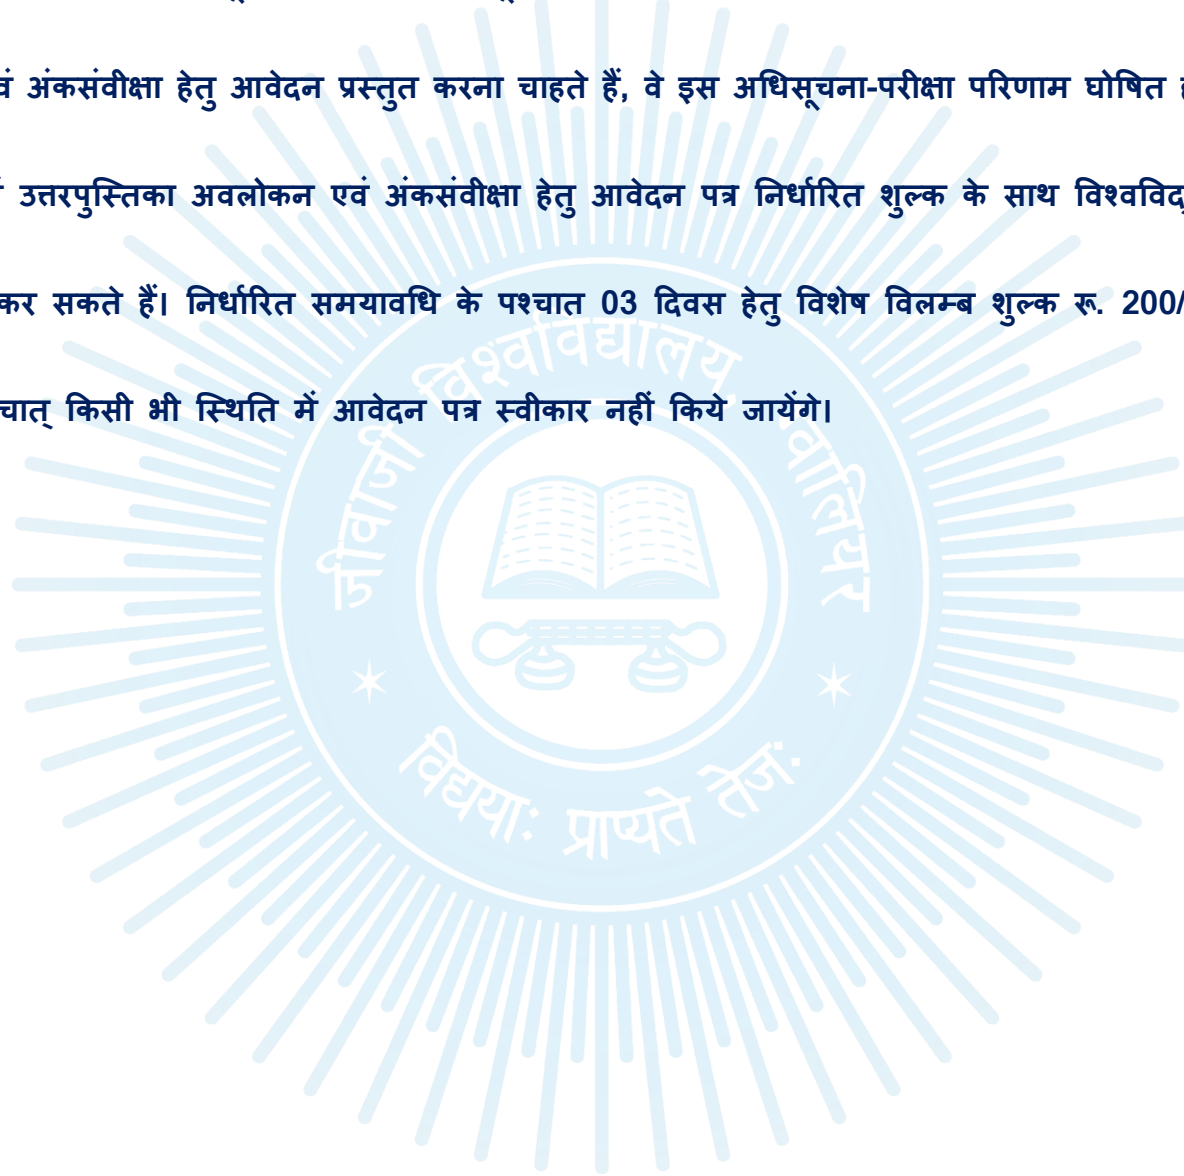 एवं अंकसंवीक्षा हेतु आवेदन प्रस्तुत करना चाहते हैं, वे इस अधिसूचना-परीक्षा परिणाम घोषित
उत्तरपुस्तिका अवलोकन एवं अंकसंवीक्षा हेतु आवेदन पत्र निर्धारित शुल्क के साथ
कर सकते हैं। निर्धारित समयावधि के पश्चात 03 दिवस हेतु विशेष विलम्ब शुल्क रू. 200/
चात् किसी भी स्थिति में आवेदन पत्र स्वीकार नहीं किये जायेंगे।
जीवाजी विश्वविद्यालय ग्वालियर
विद्यया: प्राप्यते तेज: